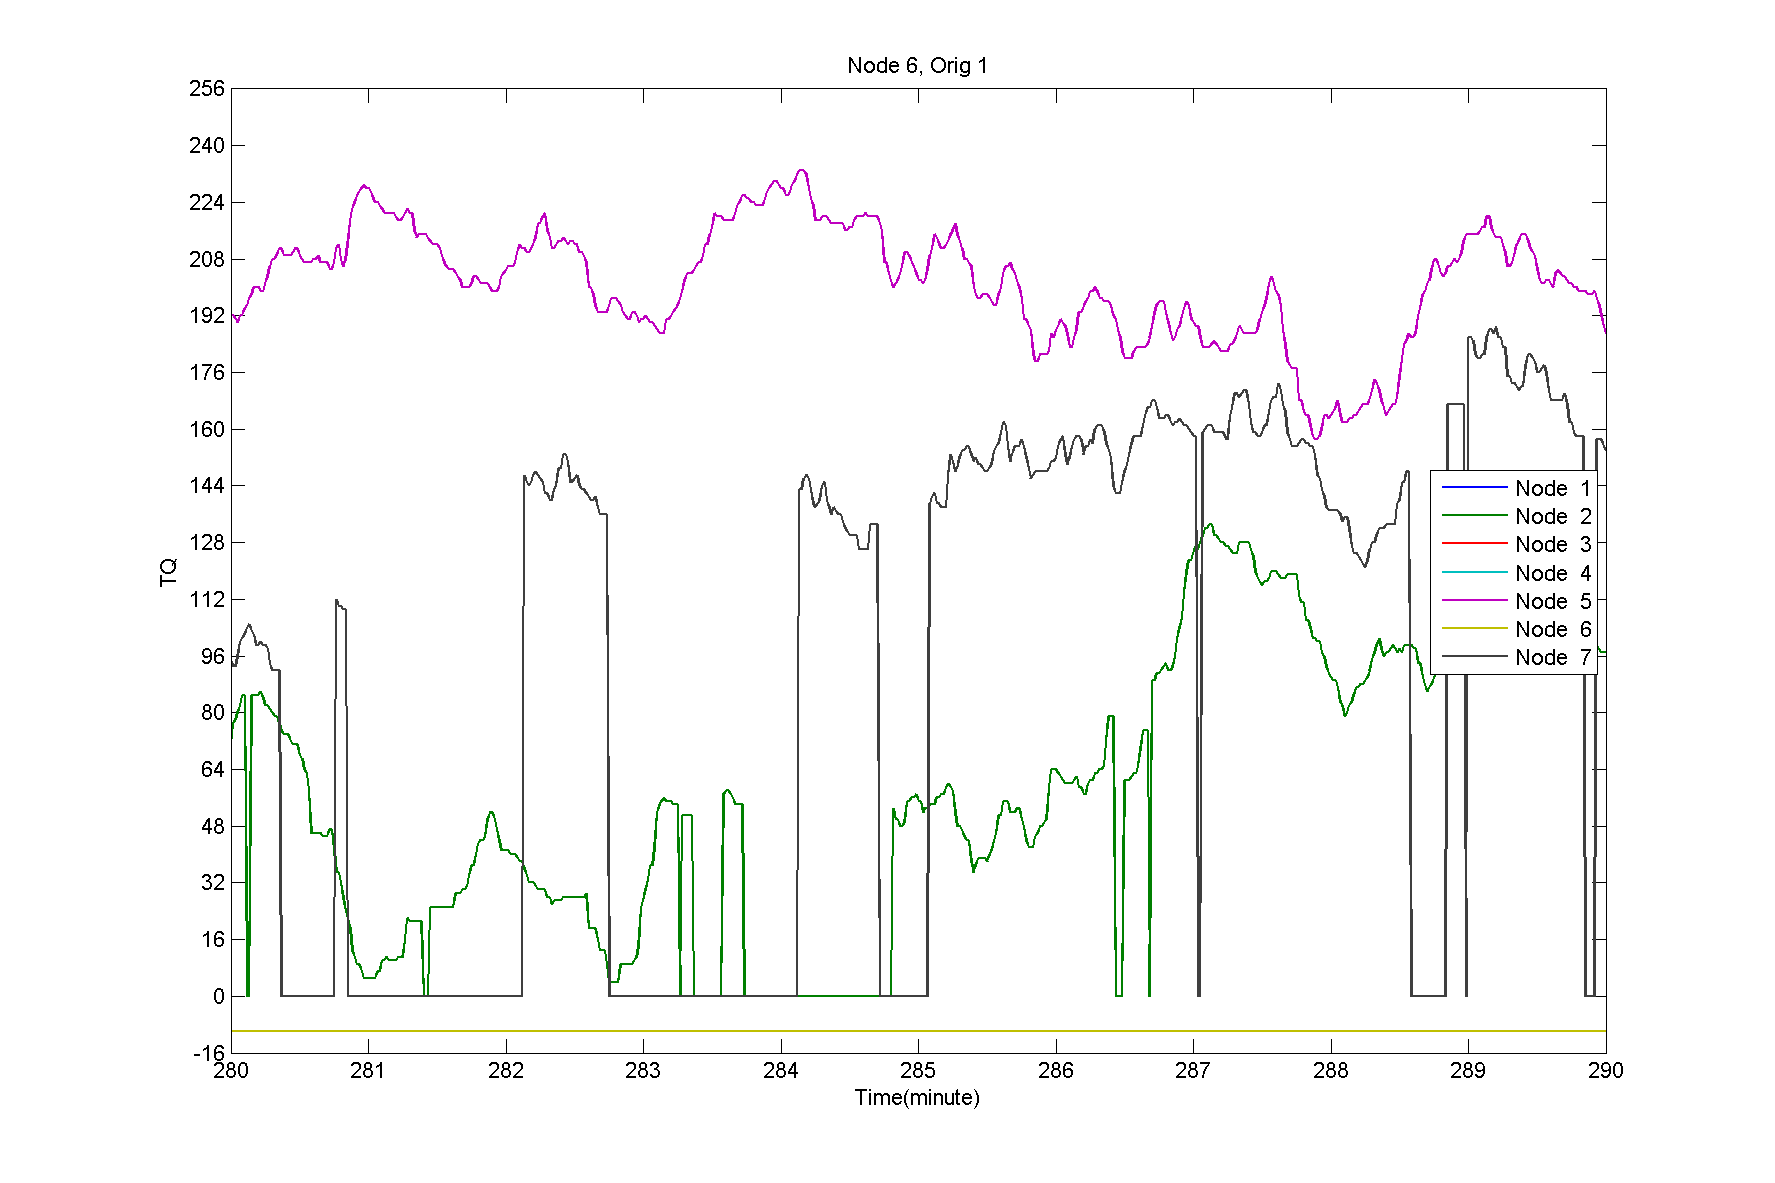 Node 6, Orig 1
256
240
224
208
192
176
160
144
128
112
96
80
64
48
32
16
0
-16
TQ
Node 1
Node 2
Node 3
Node 4
Node 5
Node 6
Node 7
280 281 282 283 284 285 286 287 288 289 290
Time(minute)